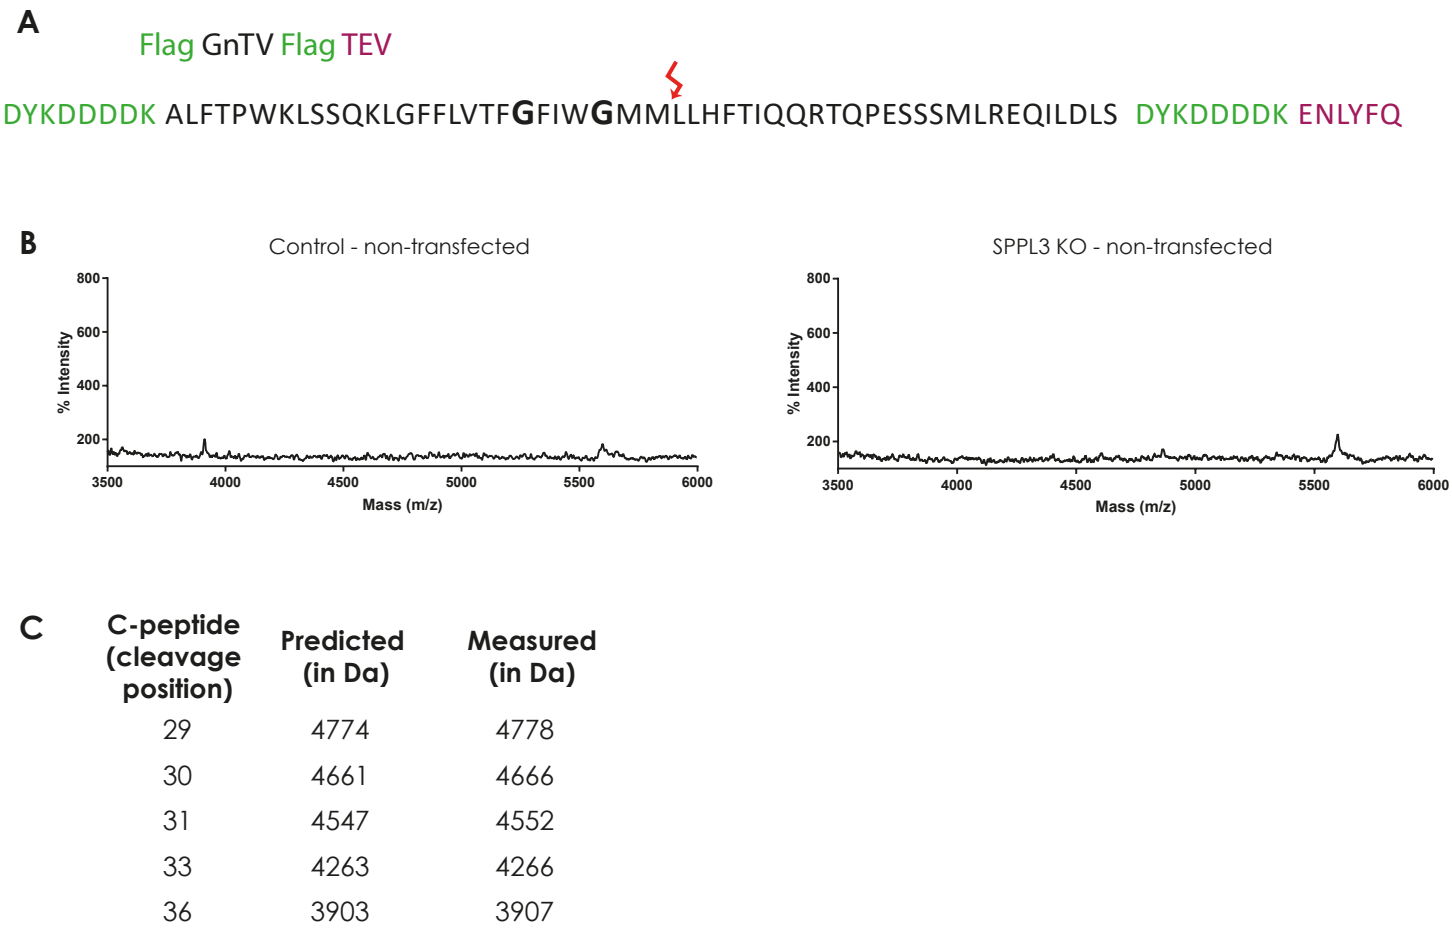 A
Flag GnTV Flag TEV
DYKDDDDK ALFTPWKLSSQKLGFFLVTFGFIWGMMLLHFTIQQRTQPESSSMLREQILDLS DYKDDDDK ENLYFQ
B
Control - non-transfected
SPPL3 KO - non-transfected
800
600
400
200
% Intensity
3500 4000 4500 5000 5500 6000
Mass (m/z)
800
600
400
200
% Intensity
3500 4000 4500 5000 5500 6000
Mass (m/z)
C
C-peptide
(cleavage
position)
Predicted
(in Da)
Measured
(in Da)
29 4774 4778
30 4661 4666
31 4547 4552
33 4263 4266
36 3903 3907